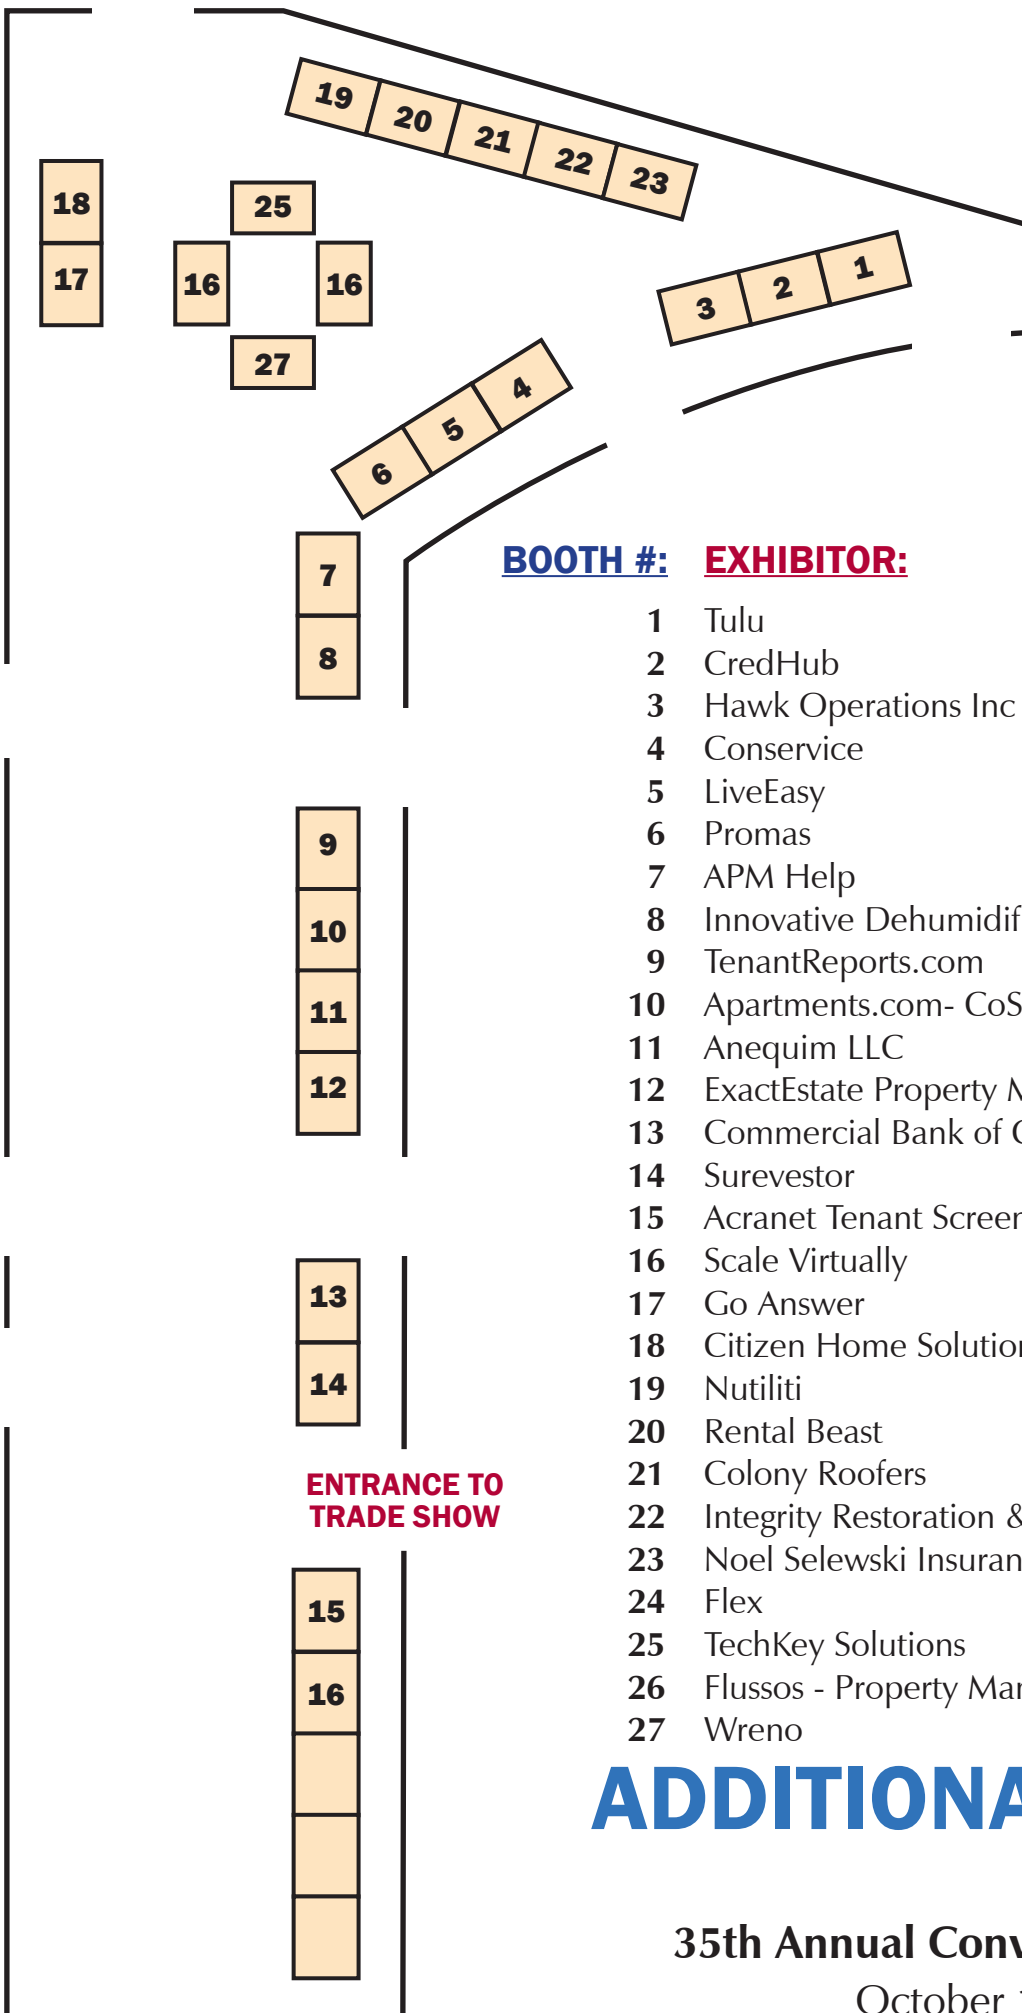 19 20 21 22 23
18
17
25
16 16
27
3 2 1
6 5 4
7
8
9
10
11
12
13
14
ENTRANCE TO
TRADE SHOW
15
16
BOOTH #: EXHIBITOR:
1 Tulu
2 CredHub
3 Hawk Operations Inc
4 Conservice
5 LiveEasy
6 Promas
7 APM Help
8 Innovative Dehumidif
9 TenantReports.com
10 Apartments.com- CoS
11 Anequim LLC
12 ExactEstate Property M
13 Commercial Bank of C
14 Surevestor
15 Acranet Tenant Screen
16 Scale Virtually
17 Go Answer
18 Citizen Home Solution
19 Nutiliti
20 Rental Beast
21 Colony Roofers
22 Integrity Restoration &
23 Noel Selewski Insuran
24 Flex
25 TechKey Solutions
26 Flussos - Property Man
27 Wreno
ADDITIONA
35th Annual Conv
October